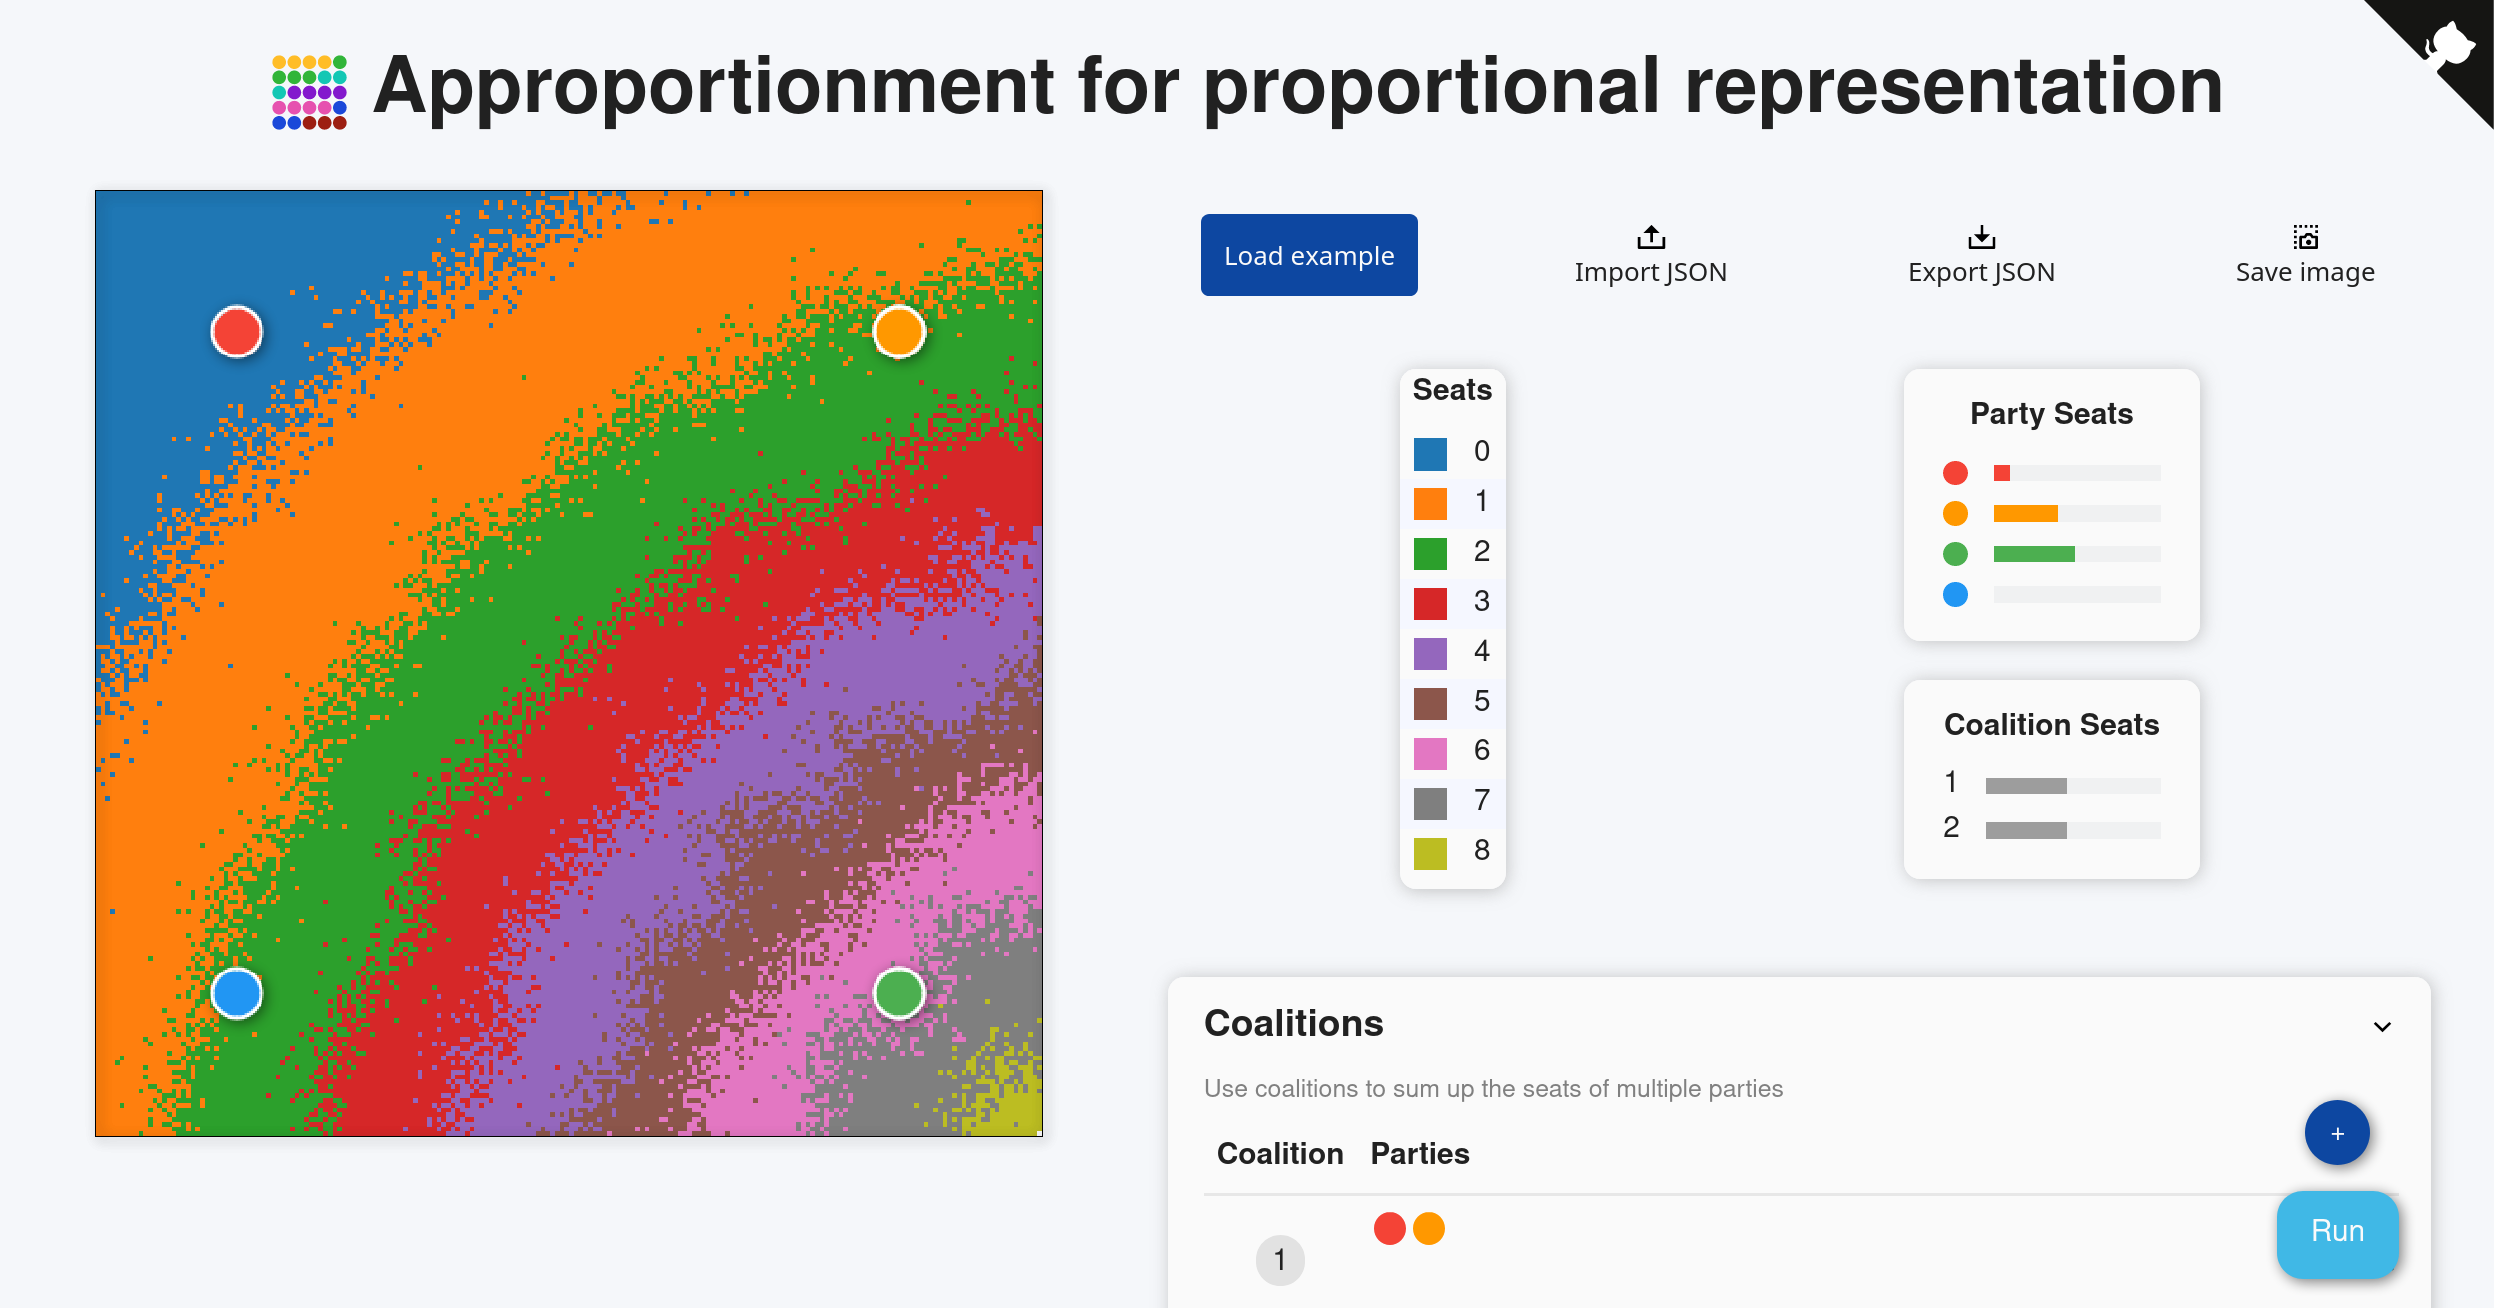 Approportionment for proportional representation
Load example
Import JSON
Export JSON
Save image
Seats
0
1
2
3
4
5
6
7
8
Party Seats
Coalition Seats
1
2
Coalitions
Use coalitions to sum up the seats of multiple parties
+
Coalition Parties
Run
1